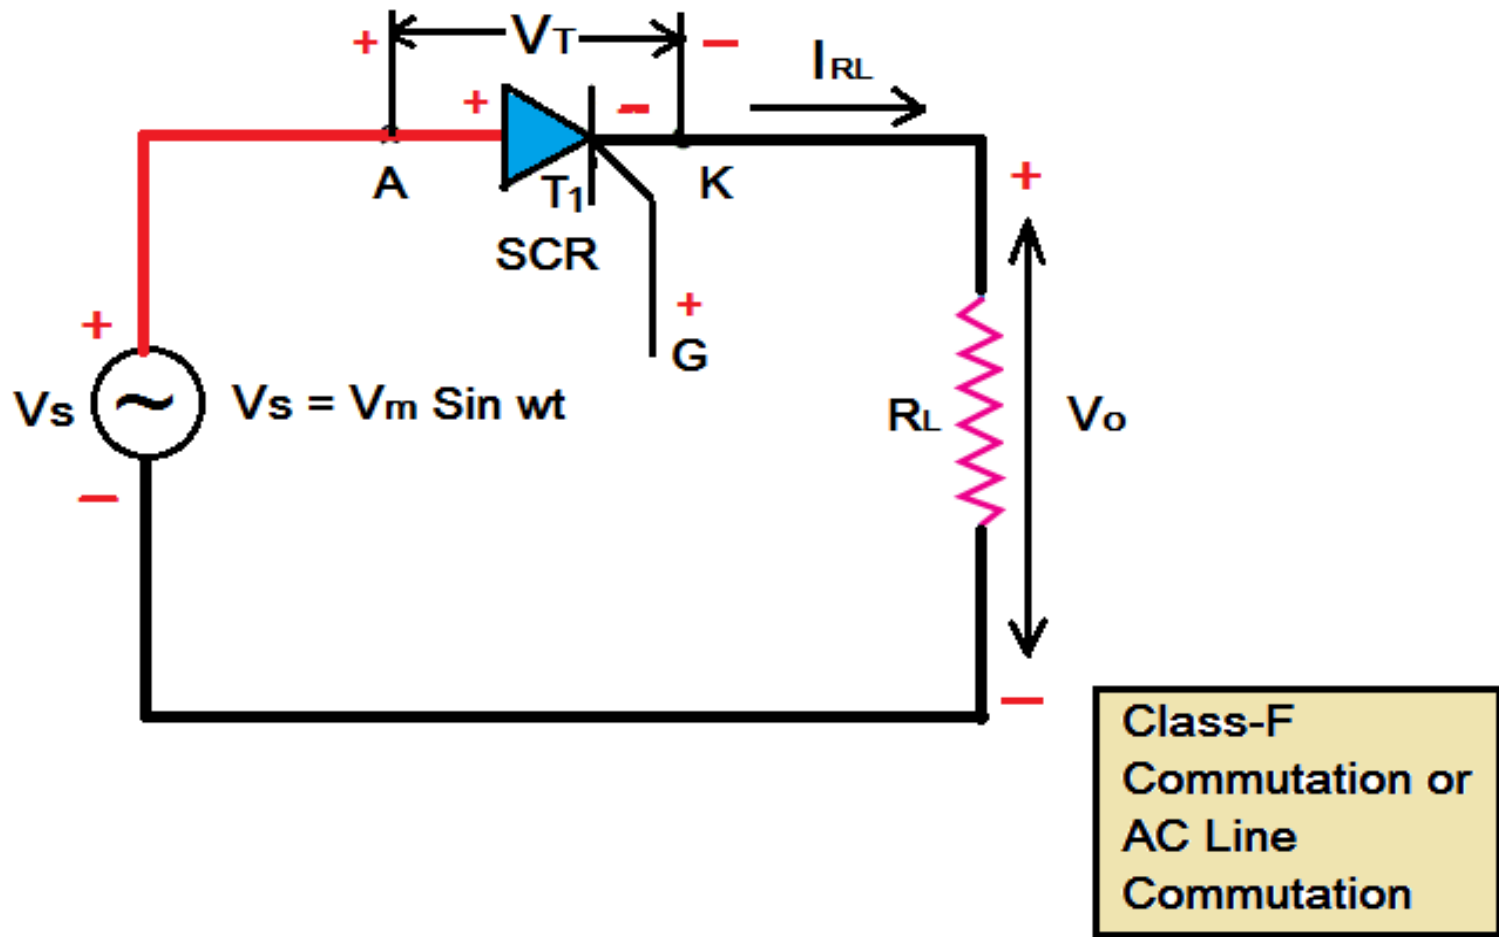 + VT −
IRL
+ −
A
T1
K
+
SCR
+
G
+
Vs ~ Vs = Vm Sin wt
RL
Vo
−
−
Class-F
Commutation or
AC Line
Commutation